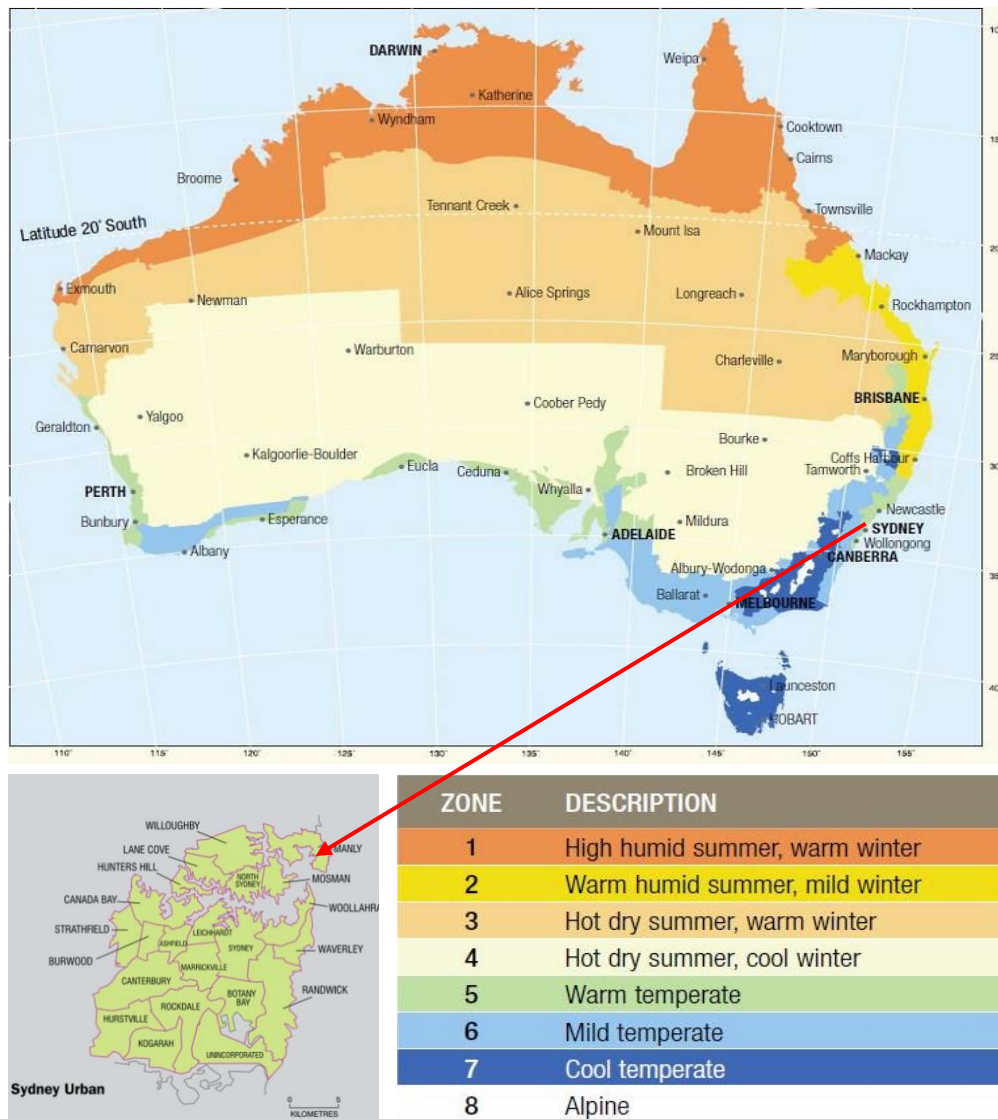 DARWIN
Weipa
Katherine
Wyndham
Cooktown
Cairns
Broome
Tennant Creek
Townsville
Latitude 20° South
Mount Isa
Mackay
Exmouth
Newman
Alice Springs
Longreach
Rockhampton
Carnarvon
Warburton
Charleville
Maryborough
Yalgoo
Coober Pedy
BRISBANE
Geraldton
Bourke
Kalgoorlie-Boulder
Eucla
Ceduna
Broken Hill
Coffs Harbour
Tamworth
PERTH
Whyalla
Newcastle
Bunbury
Esperance
ADELAIDE
Mildura
SYDNEY
Wollongong
Albany
CANBERRA
Albury-Wodonga
Ballarat
MELBOURNE
Launceston
HOBART
10
15
20
25
30
35
40
110° 115° 120° 125° 130° 135° 140° 145° 150° 155°
WILLOUGHBY
LANE COVE
MANLY
HUNTERS HILL
NORTH
SYDNEY
MOSMAN
CANADA BAY
WOOLLAHRA
STRATHFIELD
LEICHHARDT
ASHFIELD
SYDNEY
WAVERLEY
BURWOOD
MARRICKVILLE
CANTERBURY
RANDWICK
BOTANY
BAY
ROCKDALE
HURSTVILLE
KOGARAH
UNINCORPORATED
Sydney Urban
0 5
KILOMETRES
ZONE DESCRIPTION
1 High humid summer, warm winter
2 Warm humid summer, mild winter
3 Hot dry summer, warm winter
4 Hot dry summer, cool winter
5 Warm temperate
6 Mild temperate
7 Cool temperate
8 Alpine